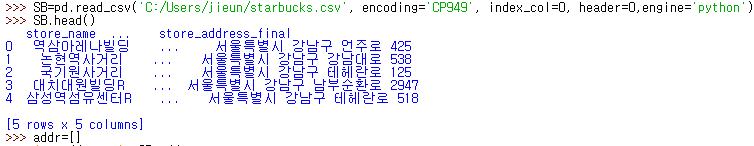 >>> SB=pd.read_csv('C:/Users/jieun/starbucks.csv', encoding='CP949', index_col=0, header=0,engine='python')
>>> SB.head()
store_name ... store_address_final
0 역삼아레나빌딩 ... 서울특별시 강남구 언주로 425
1 논현역사거리 ... 서울특별시 강남구 강남대로 538
2 국기원사거리 ... 서울특별시 강남구 테헤란로 125
3 대치대원빌딩R ... 서울특별시 강남구 남부순환로 2947
4 삼성역섬유센터R ... 서울특별시 강남구 테헤란로 518
[5 rows x 5 columns]
>>> addr=[]